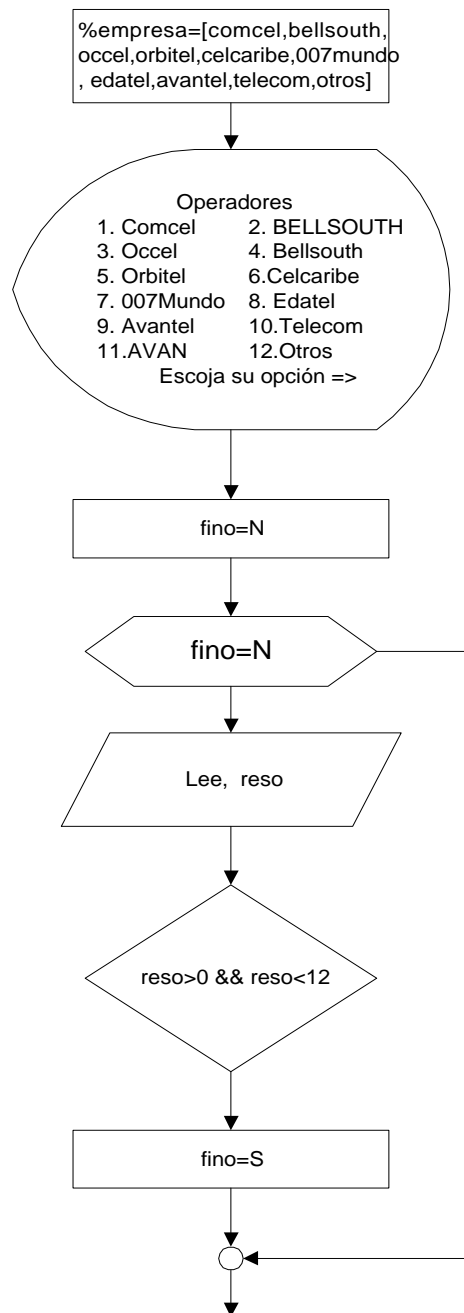 %empresa=[comcel,bellsouth,
occel,orbitel,celcaribe,007mundo
, edatel,avantel,telecom,otros]
Operadores
1. Comcel 2. BELLSOUTH
3. Occel 4. Bellsouth
5. Orbitel 6.Celcaribe
7. 007Mundo 8. Edatel
9. Avantel 10.Telecom
11.AVAN 12.Otros
Escoja su opción =>
fino=N
fino=N
Lee, reso
reso>0 && reso<12
fino=S